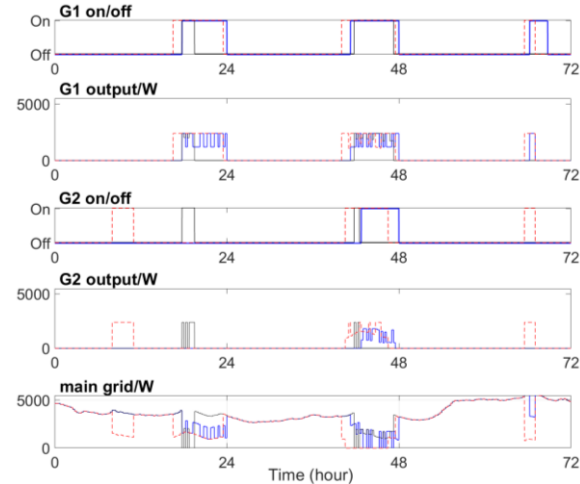 G1 on/off
On
Off
0 24 48 72
G1 output/W
5000
0
0 24 48 72
G2 on/off
On
Off
0 24 48 72
G2 output/W
5000
0
0 24 48 72
main grid/W
5000
0
0 24 48 72
Time (hour)